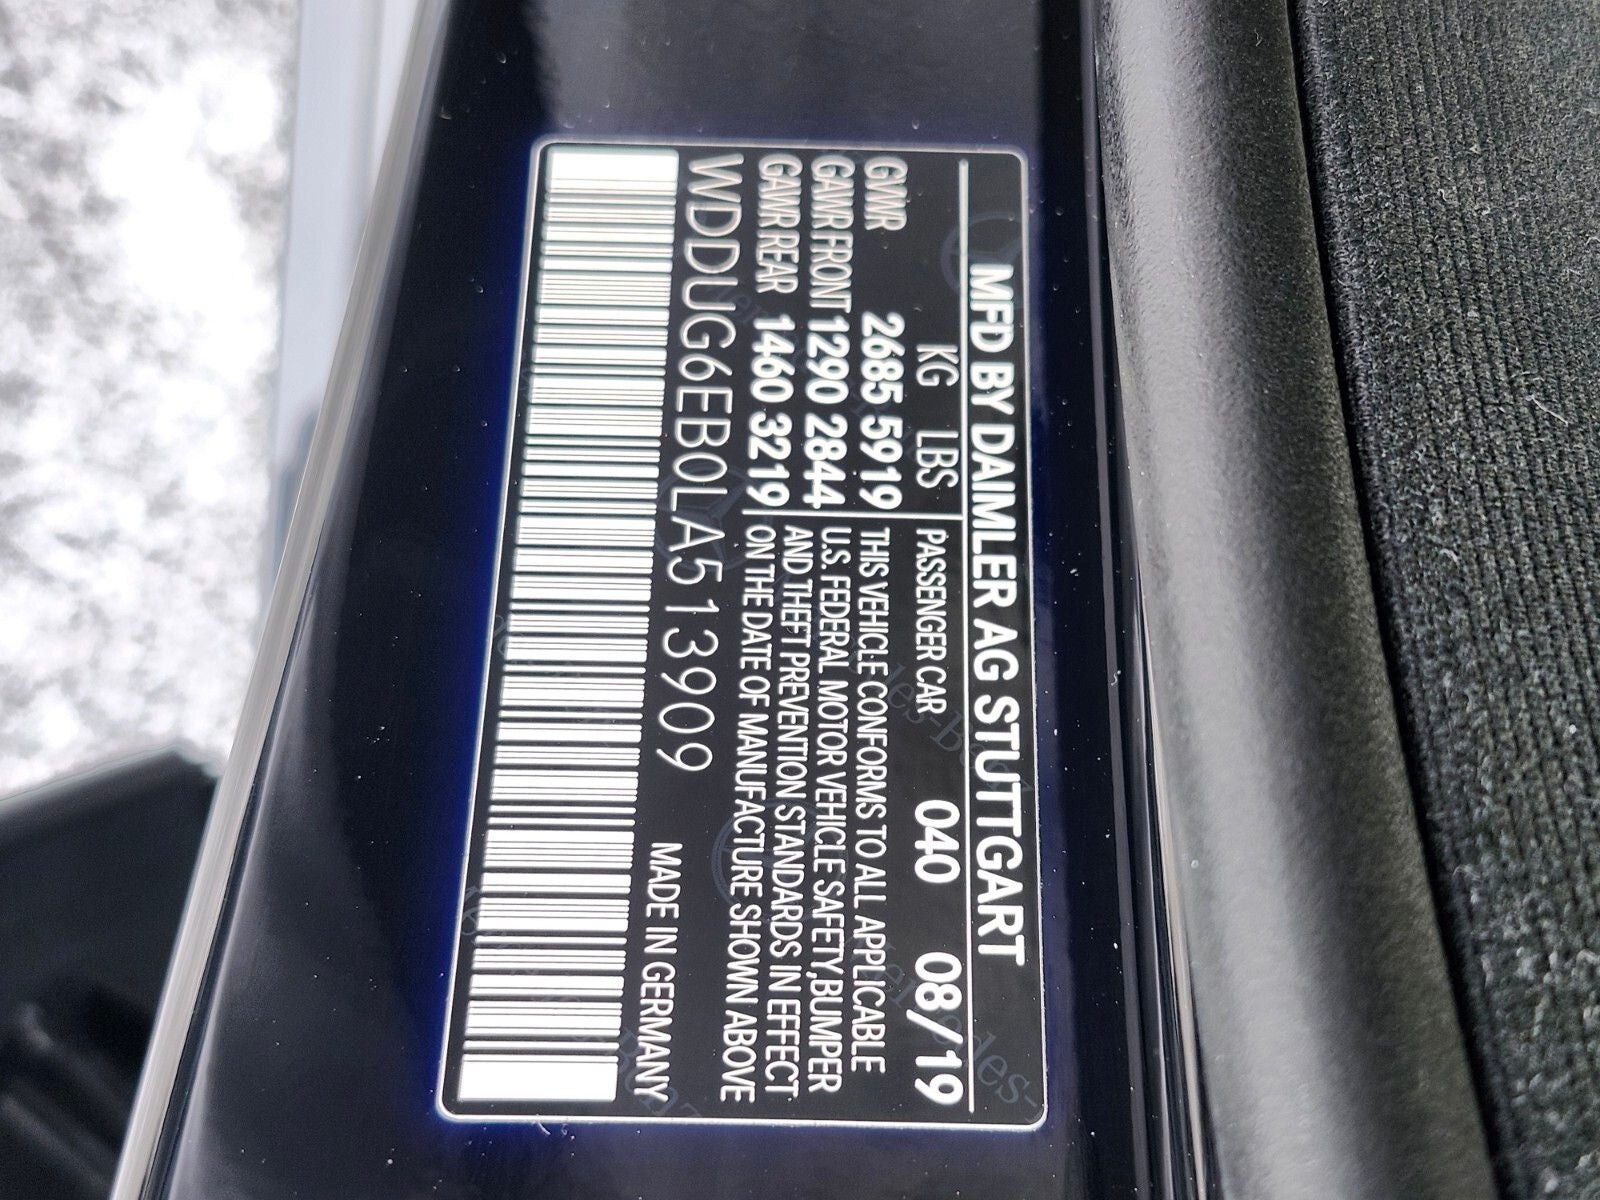 MFD BY DAIMLER AG STUTTGART
KG LBS PASSENGER CAR 040 08/19
GVWR 2685 5919 THIS VEHICLE CONFORMS TO ALL APPLICABLE
GAWR FRONT 1290 2844 U.S. FEDERAL MOTOR VEHICLE SAFETY,BUMPER
AND THEFT PREVENTION STANDARDS IN EFFECT
GAWR REAR 1460 3219 ON THE DATE OF MANUFACTURE SHOWN ABOVE
WDDUG6EB0LA513909 MADE IN GERMANY